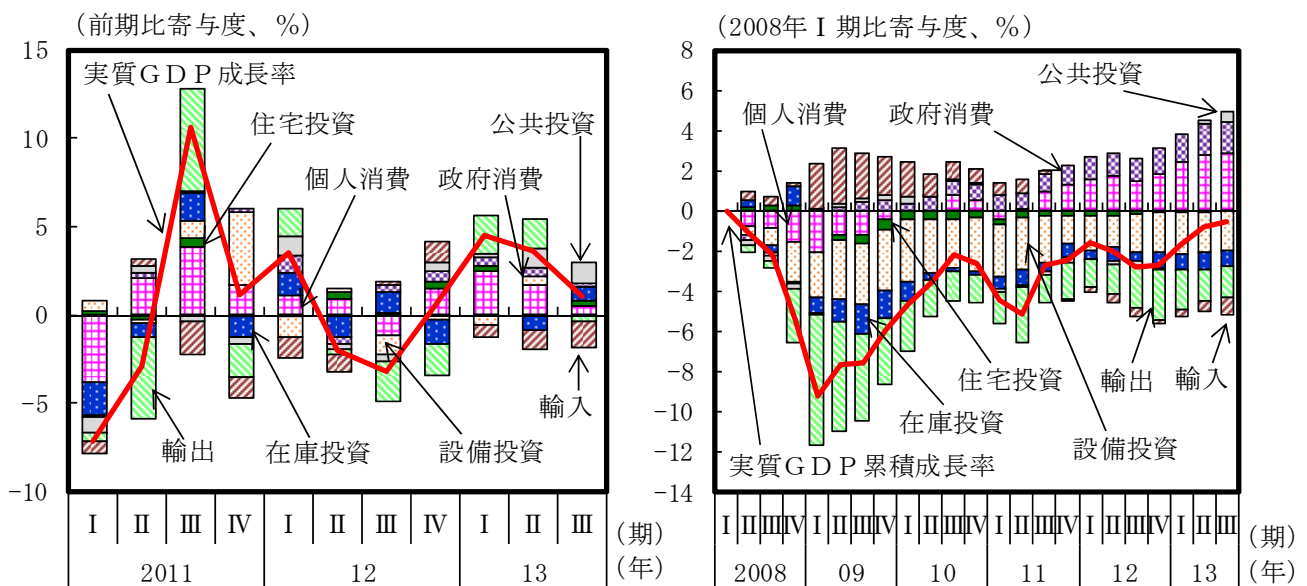 （前期比寄与度、％）
15
10
5
0
-5
-10
実質ＧＤＰ成長率
住宅投資
個人消費
政府消費
公共投資
輸出
在庫投資
設備投資
輸入
Ⅰ Ⅱ Ⅲ Ⅳ Ⅰ Ⅱ Ⅲ Ⅳ Ⅰ Ⅱ Ⅲ （期）
2011 12 13 （年）
（2008年Ⅰ期比寄与度、％）
8
6
4
2
0
-2
-4
-6
-8
-10
-12
-14
公共投資
個人消費
政府消費
住宅投資
輸出
輸入
在庫投資
設備投資
実質ＧＤＰ累積成長率
Ⅰ Ⅱ Ⅲ Ⅳ Ⅰ Ⅱ Ⅲ Ⅳ Ⅰ Ⅱ Ⅲ Ⅳ Ⅰ Ⅱ Ⅲ Ⅳ Ⅰ Ⅱ Ⅲ Ⅳ Ⅰ Ⅱ Ⅲ （期）
2008 09 10 11 12 13 （年）